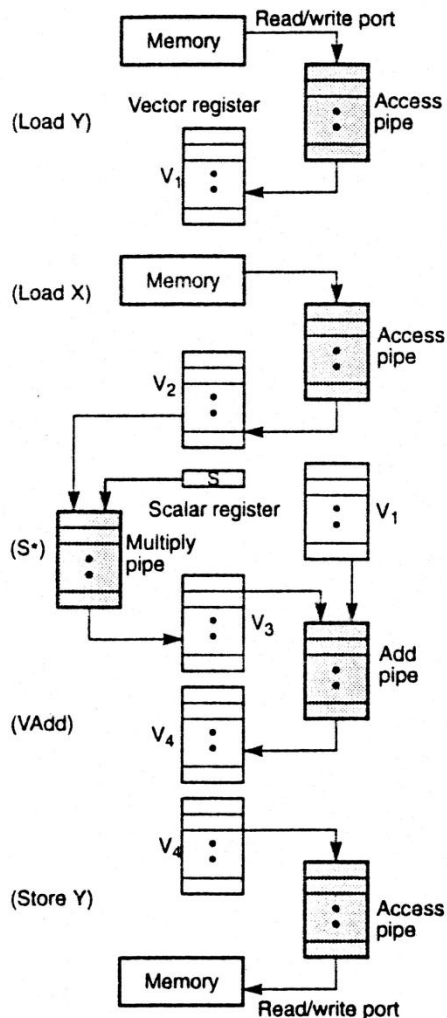 Read/write port
Memory
Access
pipe
Vector register
(Load Y)
V1
Memory
(Load X)
Access
pipe
V2
S
Scalar register
V1
(S*)
Multiply
pipe
V3
Add
pipe
(VAdd)
V4
V4
(Store Y)
Access
pipe
Memory
Read/write port